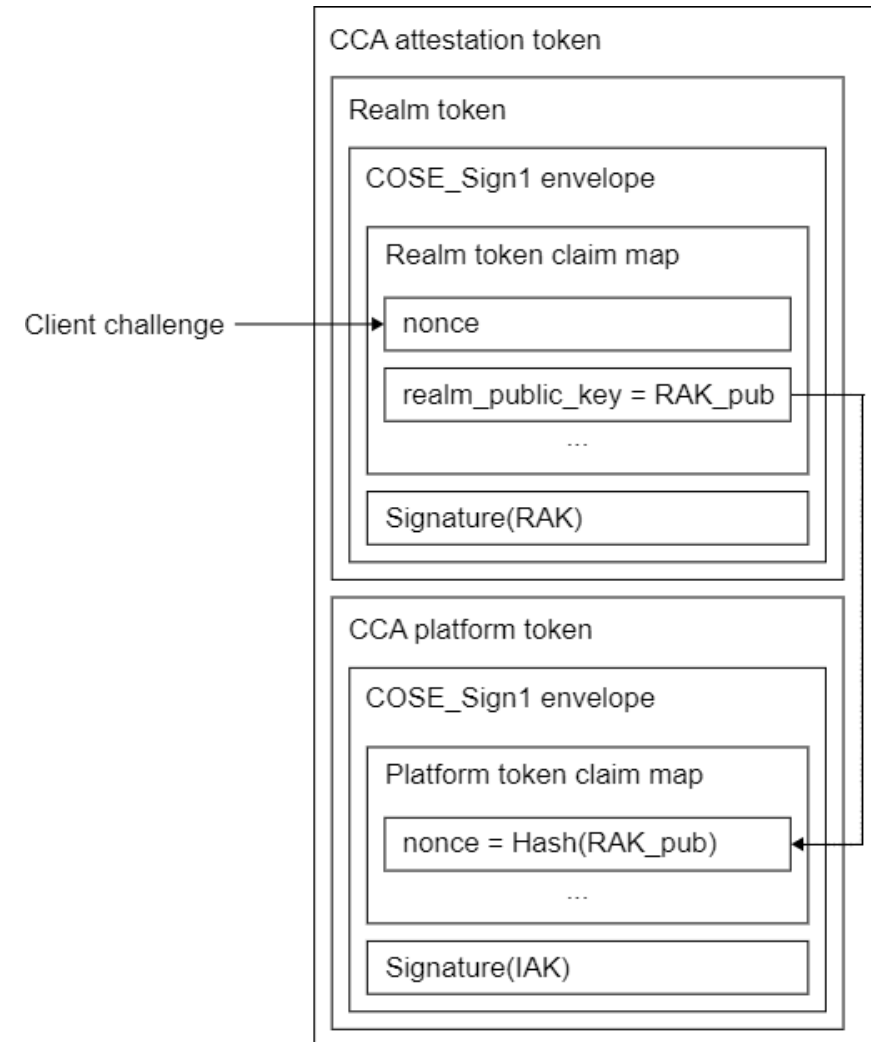 CCA attestation token
Realm token
COSE_Sign1 envelope
Realm token claim map
Client challenge
nonce
realm_public_key = RAK_pub
...
Signature(RAK)
CCA platform token
COSE_Sign1 envelope
Platform token claim map
nonce = Hash(RAK_pub)
...
Signature(IAK)